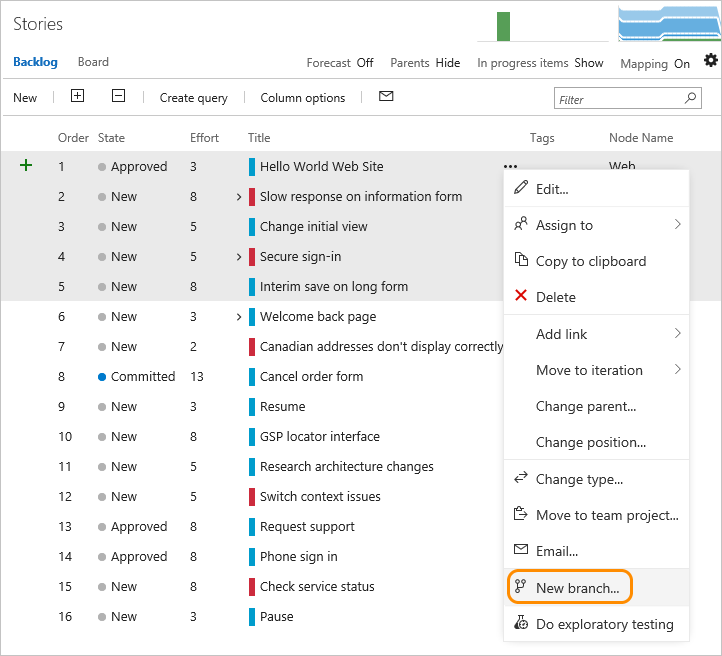 Stories
Backlog Board Forecast Off Parents Hide In progress items Show Mapping On
New Create query Column options Filter
Order State Effort Title Tags Node Name
1 Approved 3 Hello World Web Site ... Web
2 New 8 Slow response on information form
3 New 5 Change initial view
4 New 5 Secure sign-in
5 New 8 Interim save on long form
6 New 3 Welcome back page
7 New 2 Canadian addresses don't display correctly
8 Committed 13 Cancel order form
9 New 3 Resume
10 New 8 GSP locator interface
11 New 5 Research architecture changes
12 New 5 Switch context issues
13 Approved 8 Request support
14 Approved 8 Phone sign in
15 New 8 Check service status
16 New 3 Pause
Edit...
Assign to
Copy to clipboard
Delete
Add link
Move to iteration
Change parent...
Change position...
Change type...
Move to team project...
Email...
New branch...
Do exploratory testing